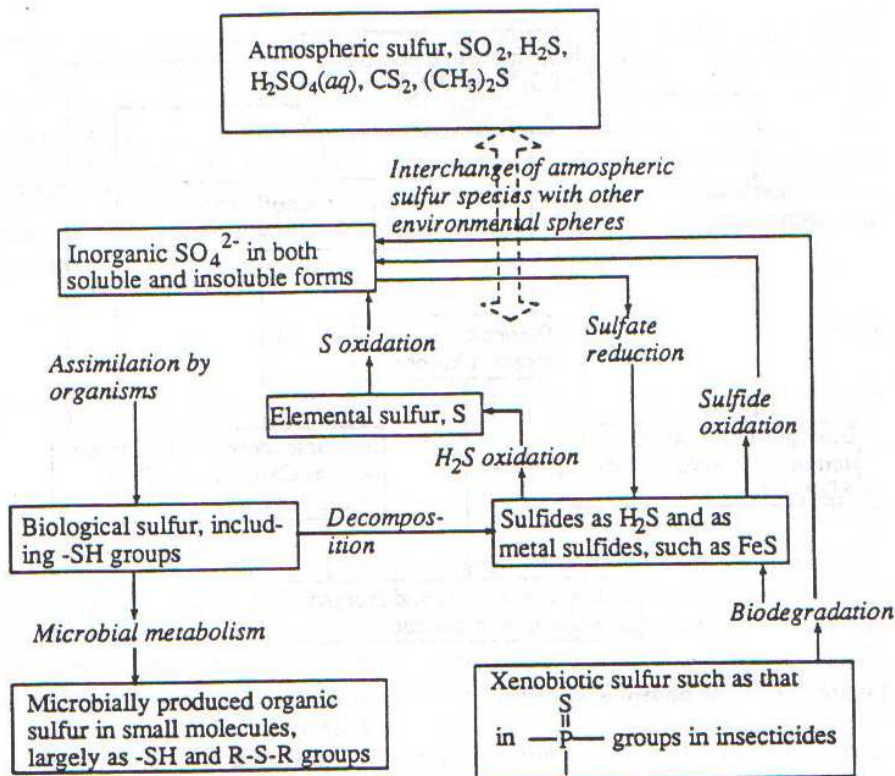 Atmospheric sulfur, SO₂, H₂S,
H₂SO₄(aq), CS₂, (CH₃)₂S
Interchange of atmospheric
sulfur species with other
environmental spheres
Inorganic SO₄²⁻ in both
soluble and insoluble forms
S oxidation
Sulfate
reduction
Assimilation by
organisms
Sulfide
oxidation
Elemental sulfur, S
H₂S oxidation
Biological sulfur, includ-
ing -SH groups
Decompos-
ition
Sulfides as H₂S and as
metal sulfides, such as FeS
Microbial metabolism
Biodegradation
Microbially produced organic
sulfur in small molecules,
largely as -SH and R-S-R groups
Xenobiotic sulfur such as that
S
in —P— groups in insecticides